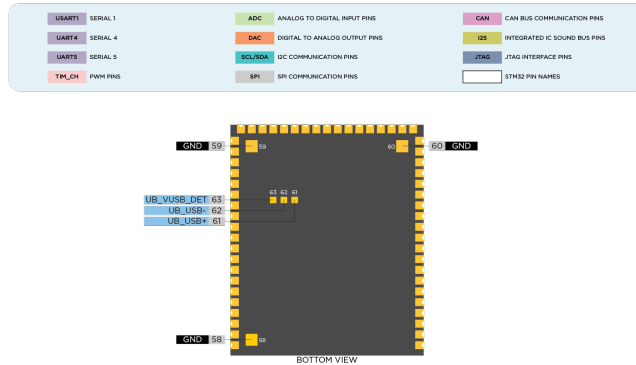 USART1 SERIAL 1 ADC ANALOG TO DIGITAL INPUT PINS CAN CAN BUS COMMUNICATION PINS
UART4 SERIAL 4 DAC DIGITAL TO ANALOG OUTPUT PINS I2S INTEGRATED IC SOUND BUS PINS
UART5 SERIAL 5 SCL/SDA I2C COMMUNICATION PINS JTAG JTAG INTERFACE PINS
TIM_CH PWM PINS SPI SPI COMMUNICATION PINS STM32 PIN NAMES
GND 59 59 60 60 GND
63 62 61
UB_VUSB_DET 63
UB_USB- 62
UB_USB+ 61
GND 58 58
BOTTOM VIEW